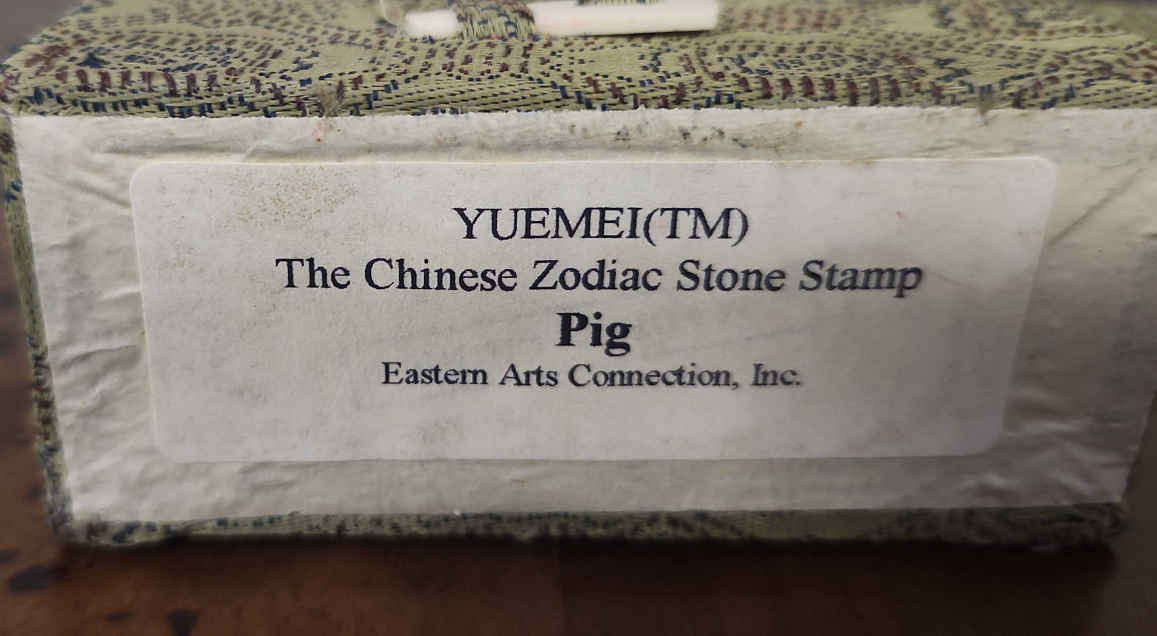 YUEMEI(TM)
The Chinese Zodiac Stone Stamp
Pig
Eastern Arts Connection, Inc.